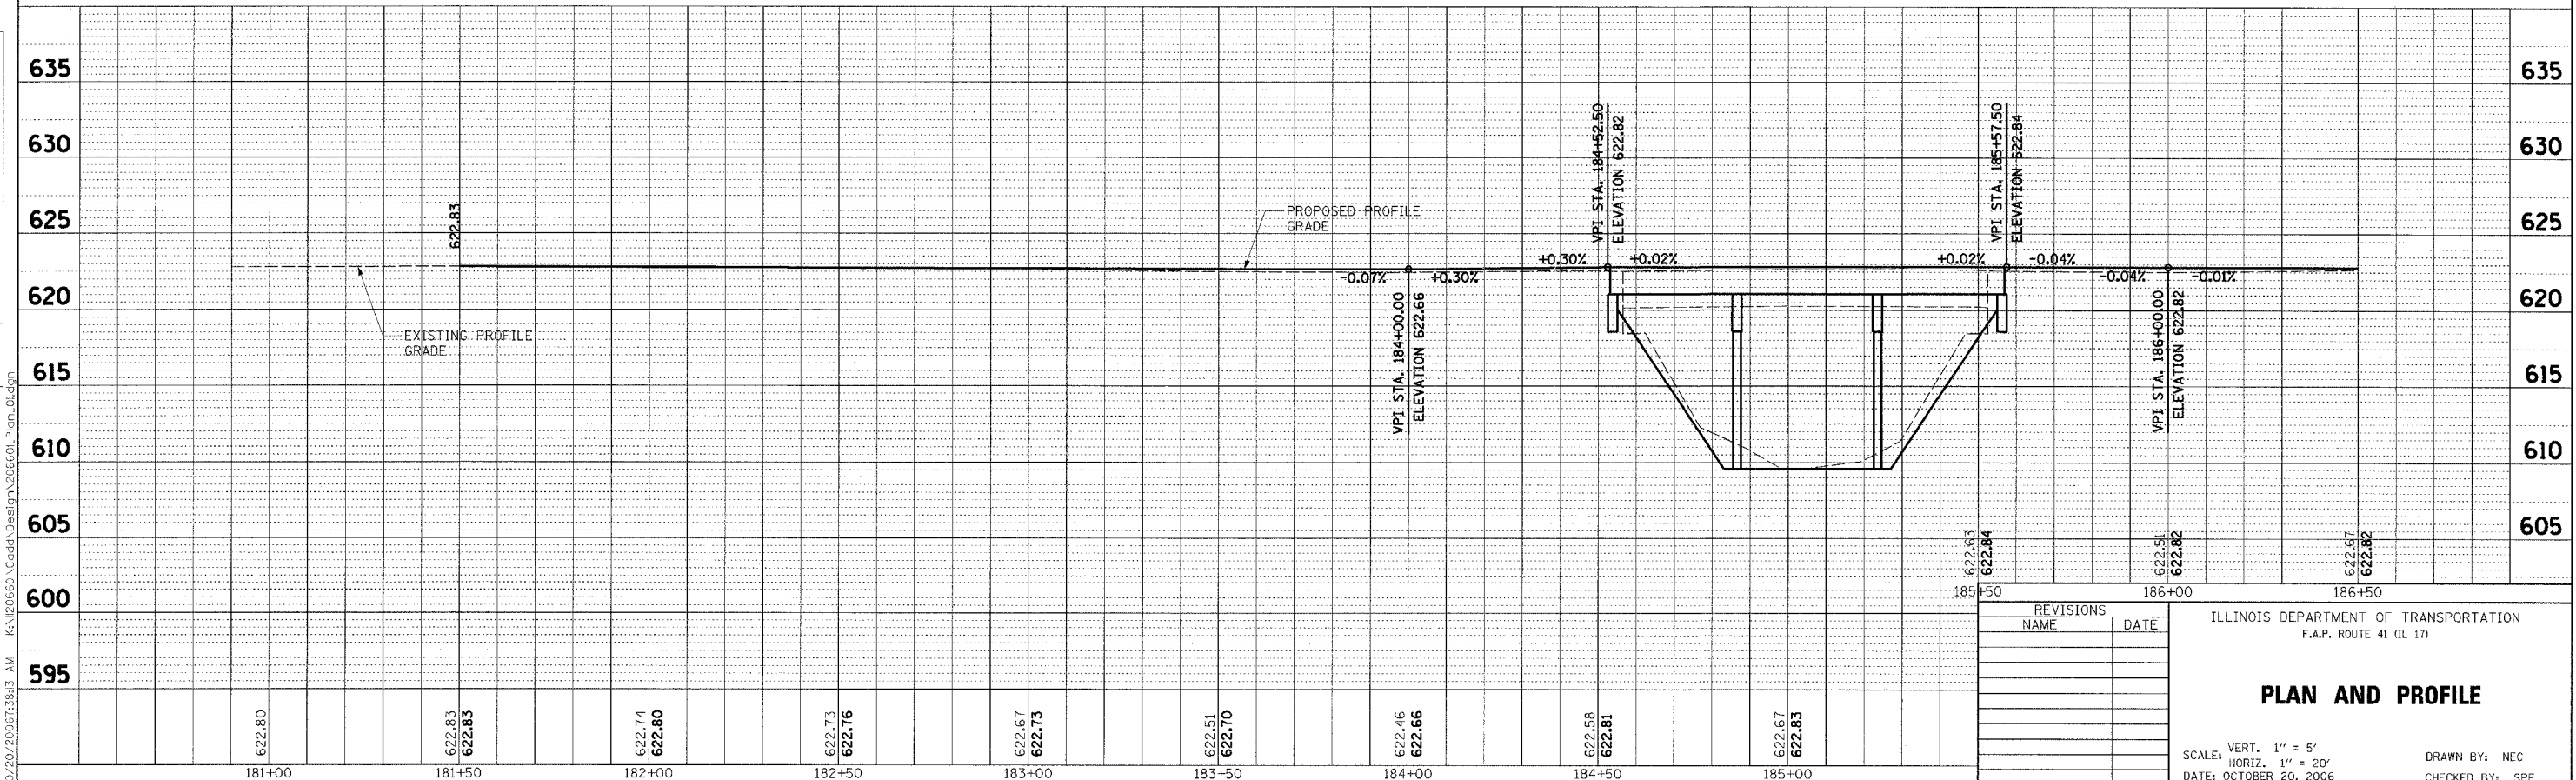 635
635
630
630
625
625
620
620
615
615
610
610
605
605
600
595
622.83
EXISTING PROFILE
GRADE
PROPOSED PROFILE
GRADE
-0.07% +0.30%
VPI STA. 184+00.00
ELEVATION 622.66
VPI STA. 184+52.50
ELEVATION 622.82
+0.30% +0.02%
VPI STA. 185+57.50
ELEVATION 622.84
+0.02% -0.04%
-0.04% -0.01%
VPI STA. 186+00.00
ELEVATION 622.82
622.80
622.83
622.83
622.74
622.80
622.73
622.76
622.67
622.73
622.51
622.70
622.46
622.66
622.58
622.81
622.67
622.83
622.63
622.84
622.51
622.82
622.67
622.82
181+00
181+50
182+00
182+50
183+00
183+50
184+00
184+50
185+00
185+50
186+00
186+50
REVISIONS
NAME DATE
ILLINOIS DEPARTMENT OF TRANSPORTATION
F.A.P. ROUTE 41 (IL 17)
PLAN AND PROFILE
SCALE: VERT. 1" = 5'
HORIZ. 1" = 20'
DATE: OCTOBER 20, 2006
DRAWN BY: NEC
CHECKED BY: SPF